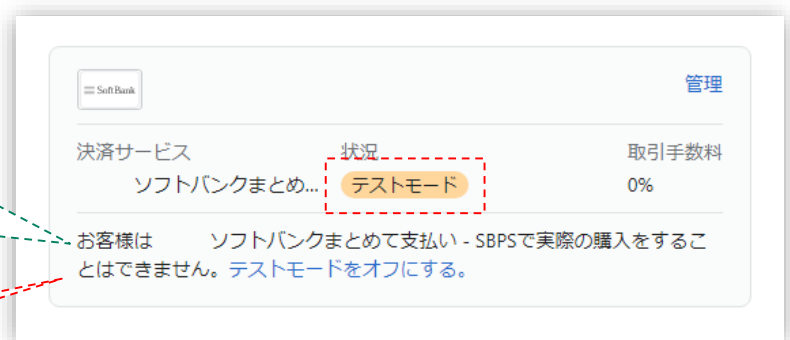 SoftBank
管理
決済サービス 状況 取引手数料
ソフトバンクまとめ... テストモード 0%
お客様は ソフトバンクまとめて支払い - SBPSで実際の購入をするこ
とはできません。テストモードをオフにする。